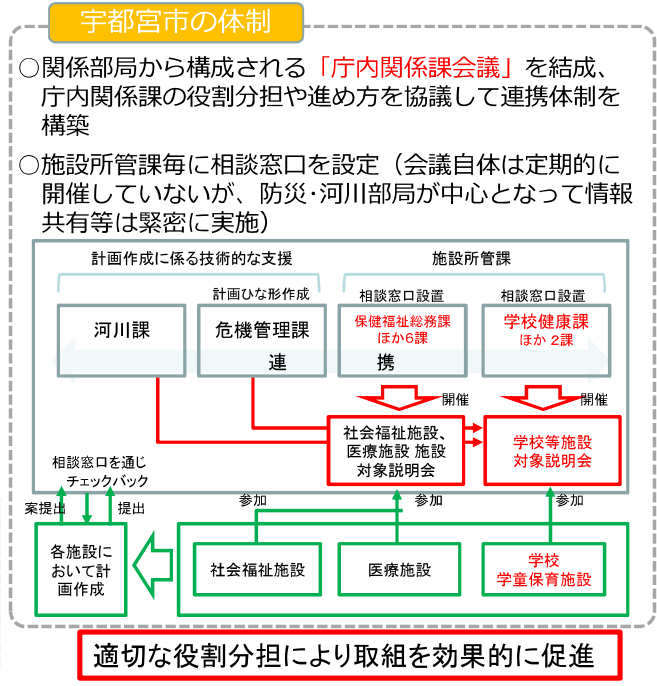 宇都宮市の体制
○関係部局から構成される「庁内関係課会議」を結成、
庁内関係課の役割分担や進め方を協議して連携体制を
構築
○施設所管課毎に相談窓口を設定（会議自体は定期的に
開催していないが、防災・河川部局が中心となって情報
共有等は緊密に実施）
計画作成に係る技術的な支援
施設所管課
計画ひな形作成
相談窓口設置
相談窓口設置
河川課
危機管理課
保健福祉総務課
ほか6課
学校健康課
ほか 2課
連 携
開催
開催
社会福祉施設、
医療施設 施設
対象説明会
学校等施設
対象説明会
相談窓口を通じ
チェックバック
案提出
提出
参加
参加
参加
各施設に
おいて計
画作成
社会福祉施設
医療施設
学校
学童保育施設
適切な役割分担により取組を効果的に促進